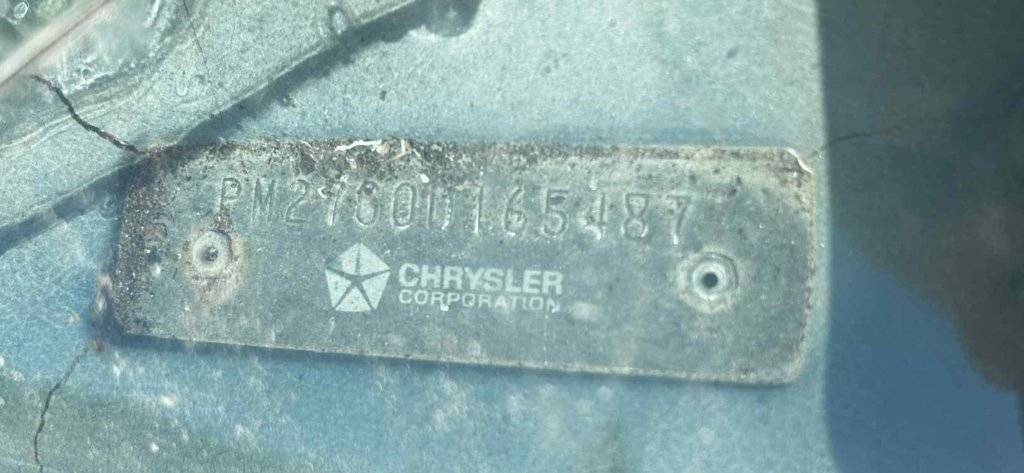 PM27G0D165487
CHRYSLER
CORPORATION